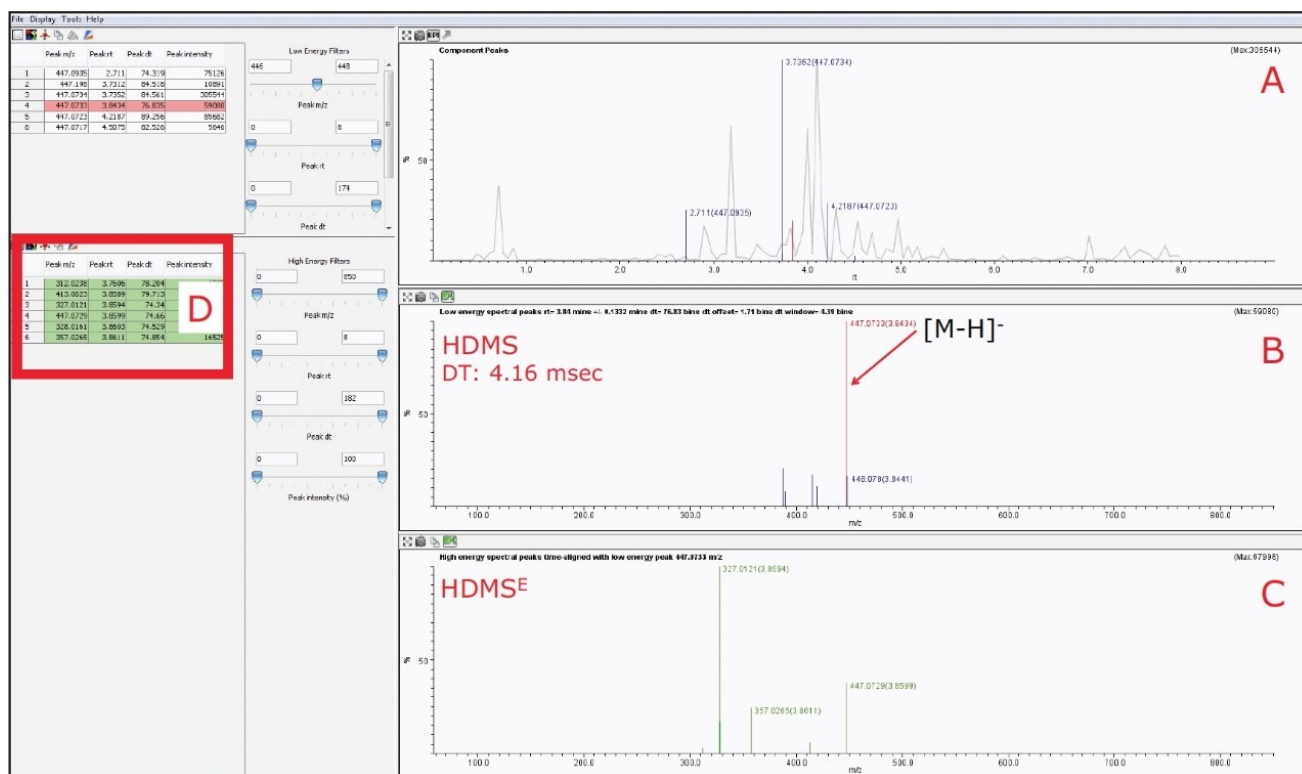 File Display Tools Help
Peak m/z Peak rt Peak dt Peak intensity
1 447.0935 2.711 74.319 75126
2 447.198 3.7312 84.518 10891
3 447.0734 3.7352 84.561 305544
4 447.0733 3.8434 76.835 59080
5 447.0723 4.2187 89.256 85682
6 447.0717 4.5075 82.526 5646
Low Energy Filters
446 448
Peak m/z
0 8
Peak rt
0 174
Peak dt
Component Peaks (Max:305544)
A
3.7352(447.0734)
2.711(447.0935)
4.2187(447.0723)
%
50
1.0 2.0 3.0 4.0 5.0 6.0 7.0 8.0
rt
Peak m/z Peak rt Peak dt Peak intensity
1 312.0238 3.7606 78.204
2 413.0623 3.8589 79.713
3 327.0121 3.8594 74.34
4 447.0729 3.8599 74.66
5 328.0161 3.8603 74.529
6 357.0265 3.8611 74.854 16525
D
High Energy Filters
0 850
Peak m/z
0 8
Peak rt
0 182
Peak dt
0 100
Peak intensity (%)
Low energy spectral peaks rt= 3.84 mins +/- 0.1332 mins dt= 76.83 bins dt offset= 1.71 bins dt window= 4.39 bins (Max:59080)
HDMS
DT: 4.16 msec
447.0733(3.8434)
[M-H]-
B
448.078(3.8441)
%
50
100.0 200.0 300.0 400.0 500.0 600.0 700.0 800.0
m/z
High energy spectral peaks time-aligned with low energy peak 447.0733 m/z (Max:67998)
HDMSE
327.0121(3.8594)
C
447.0729(3.8599)
357.0265(3.8611)
%
50
100.0 200.0 300.0 400.0 500.0 600.0 700.0 800.0
m/z